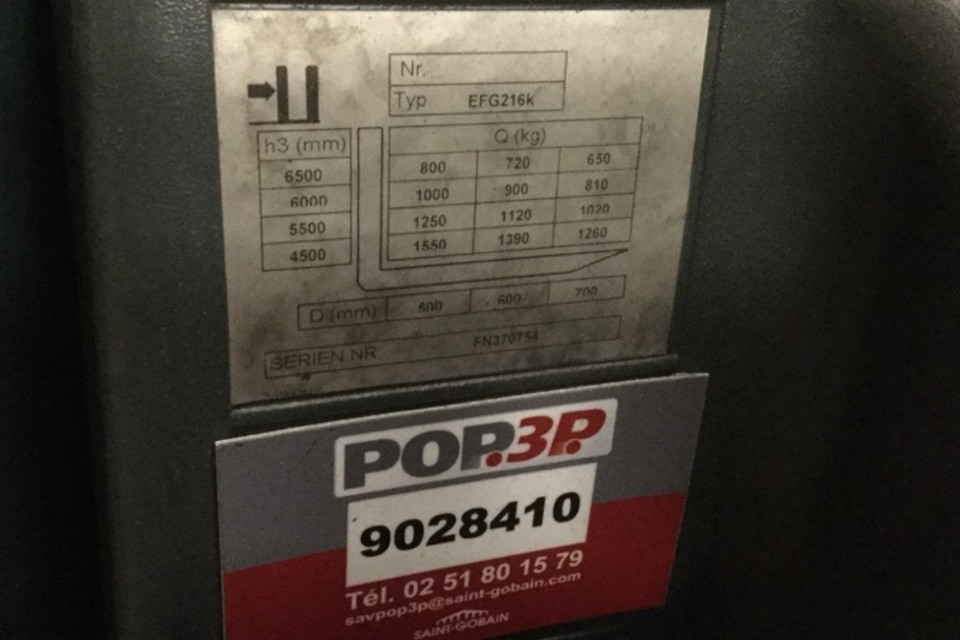 Nr.
Typ EFG216k
h3 (mm) Q (kg)
6500 800 720 650
6000 1000 900 810
5500 1250 1120 1020
4500 1550 1390 1260
D (mm) 500 600 700
SERIEN NR FN370754
POP.3P.
9028410
Tél. 02 51 80 15 79
savpop3p@saint-gobain.com
SAINT-GOBAIN